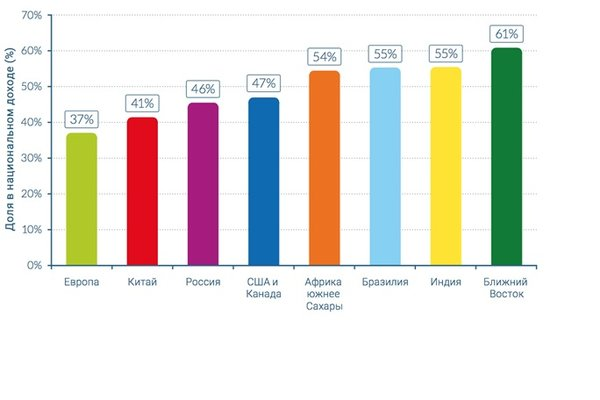 Доля в национальном доходе (%)
70%
60%
50%
40%
30%
20%
10%
0%
37%
41%
46%
47%
54%
55%
55%
61%
Европа
Китай
Россия
США и
Канада
Африка
южнее
Сахары
Бразилия
Индия
Ближний
Восток